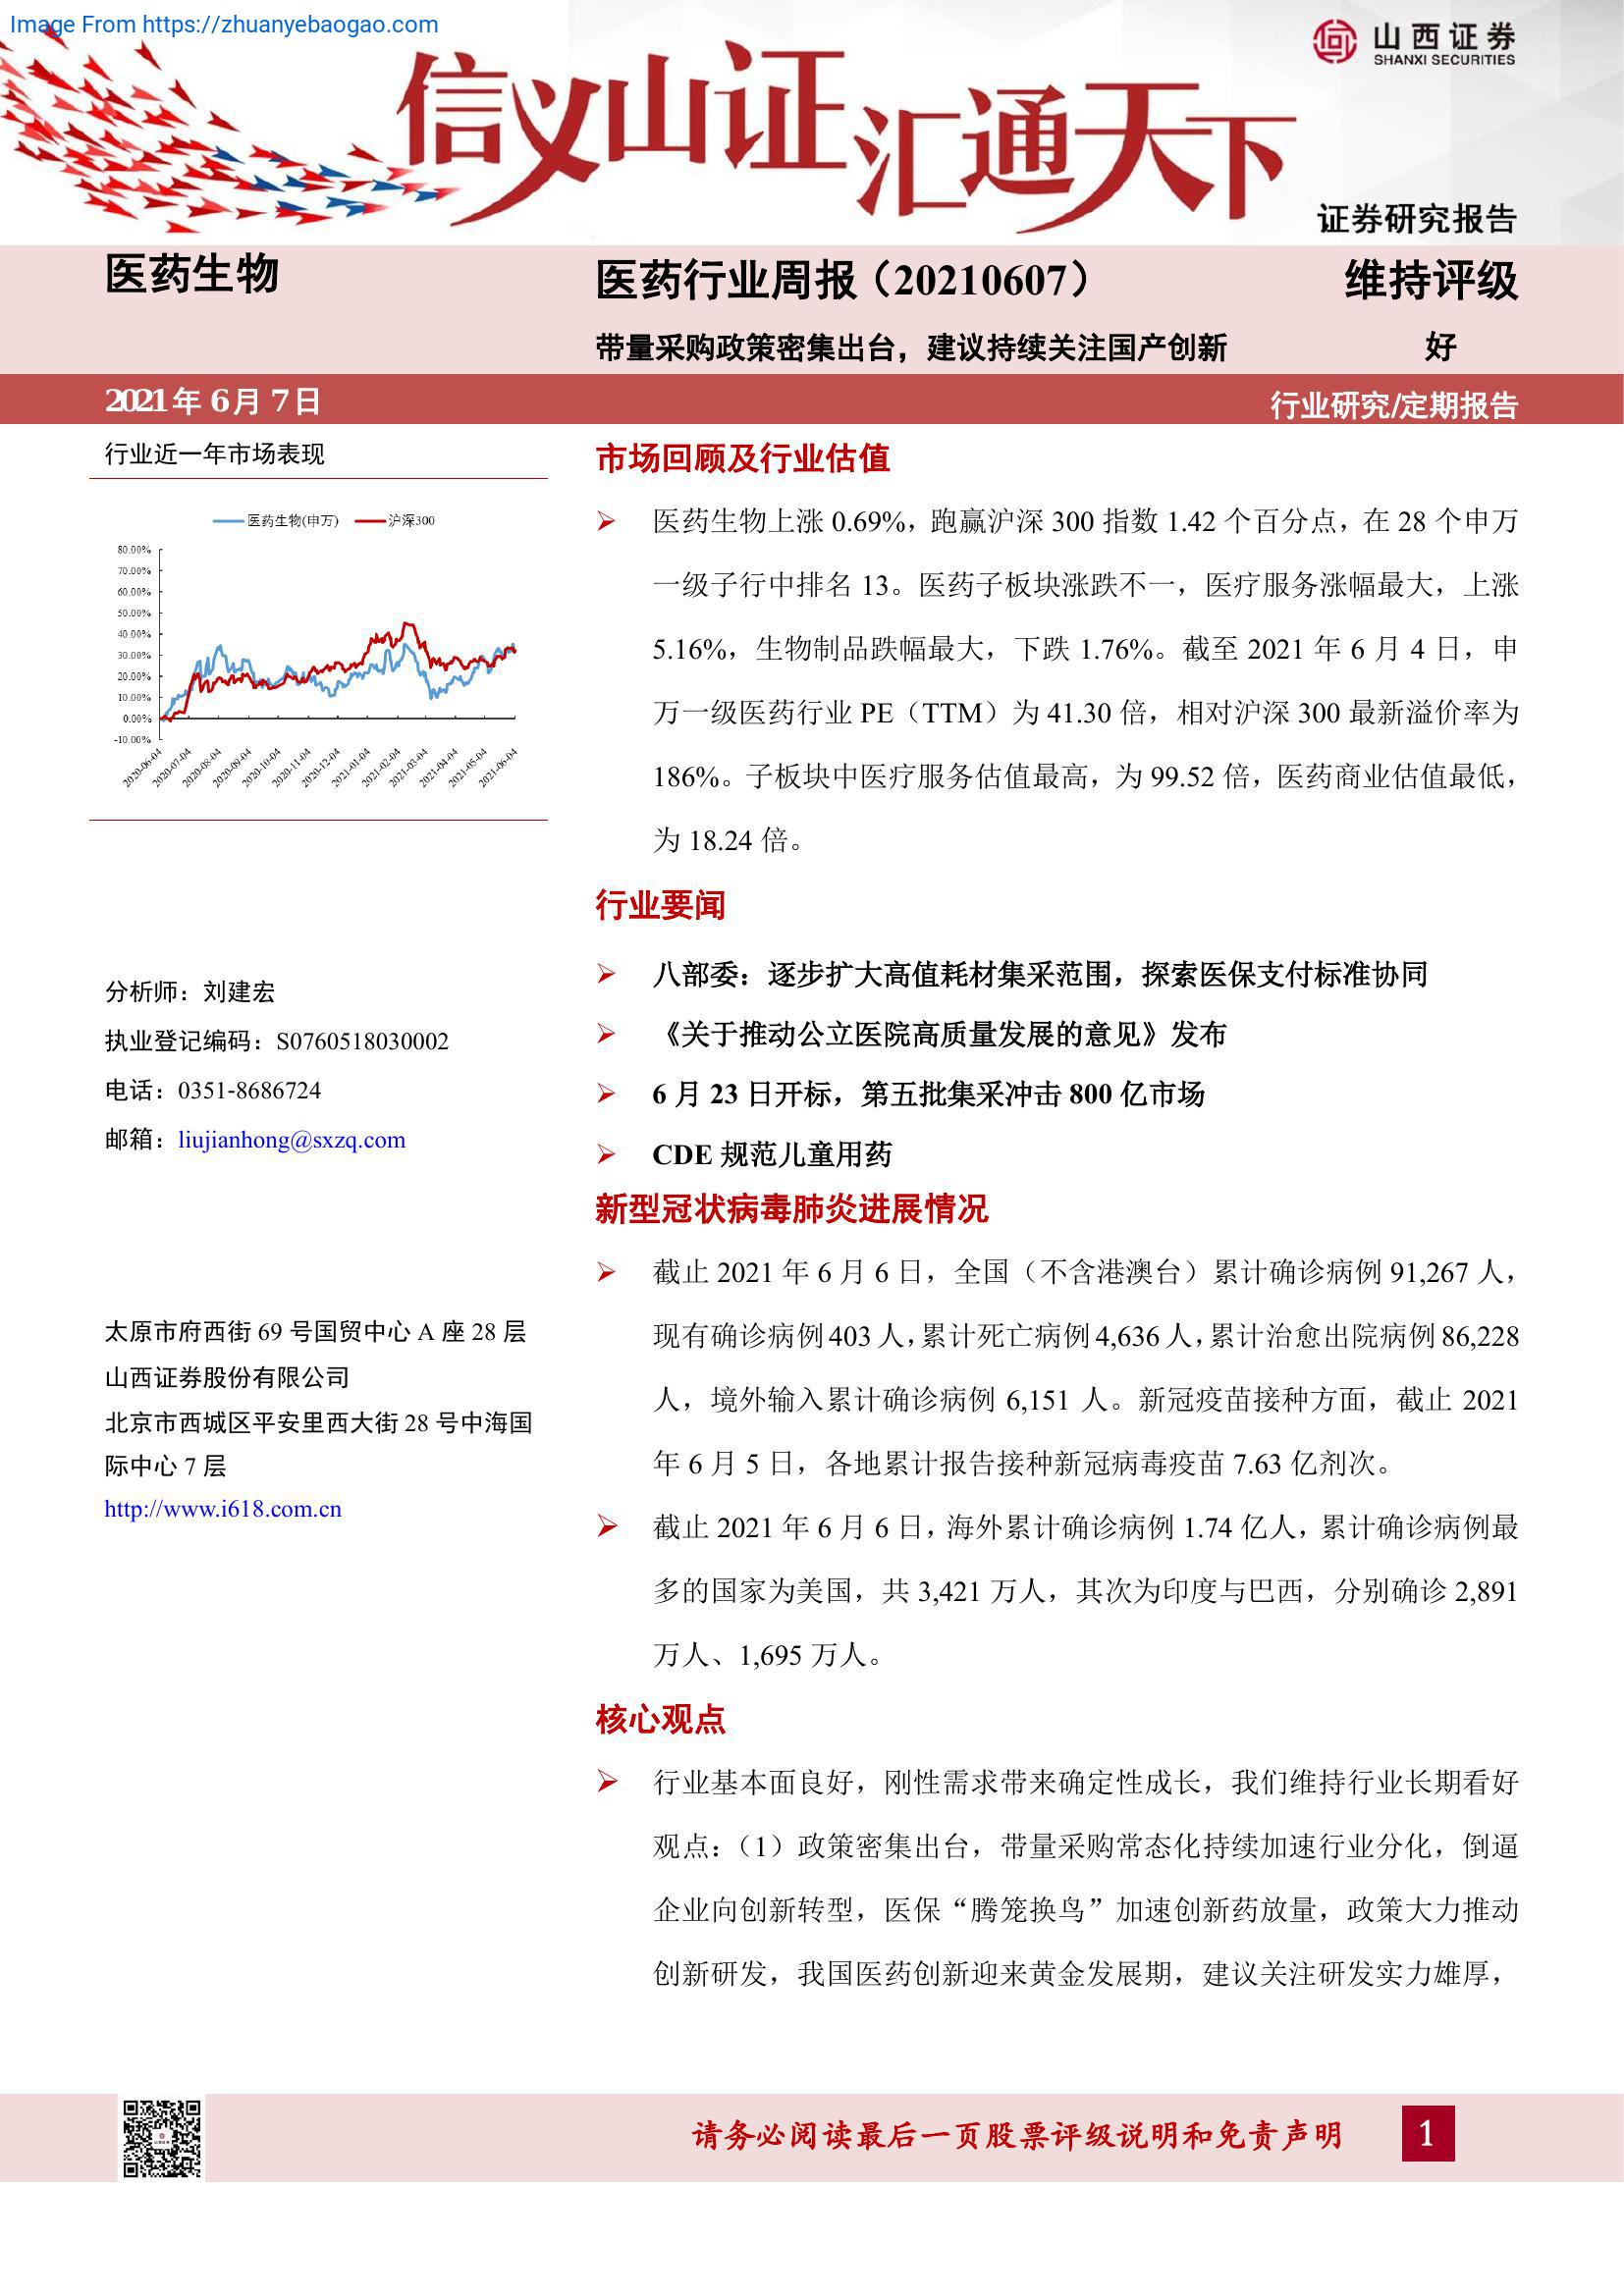 Image From https://zhuanyebaogao.com
山西证券
SHANXI SECURITIES
信义山证汇通天下
证券研究报告
医药生物
医药行业周报（20210607）
维持评级
带量采购政策密集出台，建议持续关注国产创新
好
2021年 6月 7日
行业研究/定期报告
行业近一年市场表现
医药生物(申万)
沪深300
80.00%
70.00%
60.00%
50.00%
40.00%
30.00%
20.00%
10.00%
0.00%
-10.00%
2020-06-04
2020-07-04
2020-08-04
2020-09-04
2020-10-04
2020-11-04
2020-12-04
2021-01-04
2021-02-04
2021-03-04
2021-04-04
2021-05-04
2021-06-04
分析师：刘建宏
执业登记编码：S0760518030002
电话：0351-8686724
邮箱：liujianhong@sxzq.com
太原市府西街 69 号国贸中心 A 座 28 层
山西证券股份有限公司
北京市西城区平安里西大街 28 号中海国
际中心 7 层
http://www.i618.com.cn
市场回顾及行业估值
医药生物上涨 0.69%，跑赢沪深 300 指数 1.42 个百分点，在 28 个申万
一级子行中排名 13。医药子板块涨跌不一，医疗服务涨幅最大，上涨
5.16%，生物制品跌幅最大，下跌 1.76%。截至 2021 年 6 月 4 日，申
万一级医药行业 PE（TTM）为 41.30 倍，相对沪深 300 最新溢价率为
186%。子板块中医疗服务估值最高，为 99.52 倍，医药商业估值最低，
为 18.24 倍。
行业要闻
八部委：逐步扩大高值耗材集采范围，探索医保支付标准协同
《关于推动公立医院高质量发展的意见》发布
6 月 23 日开标，第五批集采冲击 800 亿市场
CDE 规范儿童用药
新型冠状病毒肺炎进展情况
截止 2021 年 6 月 6 日，全国（不含港澳台）累计确诊病例 91,267 人，
现有确诊病例 403 人，累计死亡病例 4,636 人，累计治愈出院病例 86,228
人，境外输入累计确诊病例 6,151 人。新冠疫苗接种方面，截止 2021
年 6 月 5 日，各地累计报告接种新冠病毒疫苗 7.63 亿剂次。
截止 2021 年 6 月 6 日，海外累计确诊病例 1.74 亿人，累计确诊病例最
多的国家为美国，共 3,421 万人，其次为印度与巴西，分别确诊 2,891
万人、1,695 万人。
核心观点
行业基本面良好，刚性需求带来确定性成长，我们维持行业长期看好
观点：（1）政策密集出台，带量采购常态化持续加速行业分化，倒逼
企业向创新转型，医保“腾笼换鸟”加速创新药放量，政策大力推动
创新研发，我国医药创新迎来黄金发展期，建议关注研发实力雄厚，
请务必阅读最后一页股票评级说明和免责声明
1